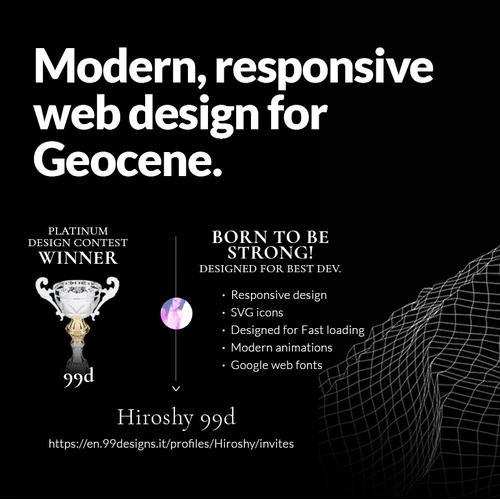 Modern, responsive
web design for
Geocene.
PLATINUM
DESIGN CONTEST
WINNER
99d
BORN TO BE
STRONG!
DESIGNED FOR BEST DEV.
• Responsive design
• SVG icons
• Designed for Fast loading
• Modern animations
• Google web fonts
Hiroshy 99d
https://en.99designs.it/profiles/Hiroshy/invites